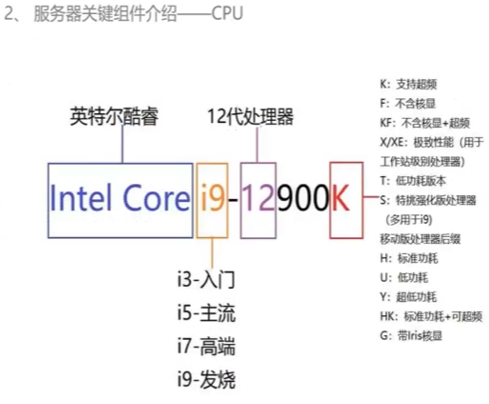 2、 服务器关键组件介绍——CPU
英特尔酷睿
12代处理器
Intel Core i9-12900K
i3-入门
i5-主流
i7-高端
i9-发烧
K：支持超频
F：不含核显
KF：不含核显+超频
X/XE：极致性能（用于
工作站级别处理器）
T：低功耗版本
S：特挑强化版处理器
（多用于i9)
移动版处理器后缀
H：标准功耗
U：低功耗
Y：超低功耗
HK：标准功耗+可超频
G：带Iris核显